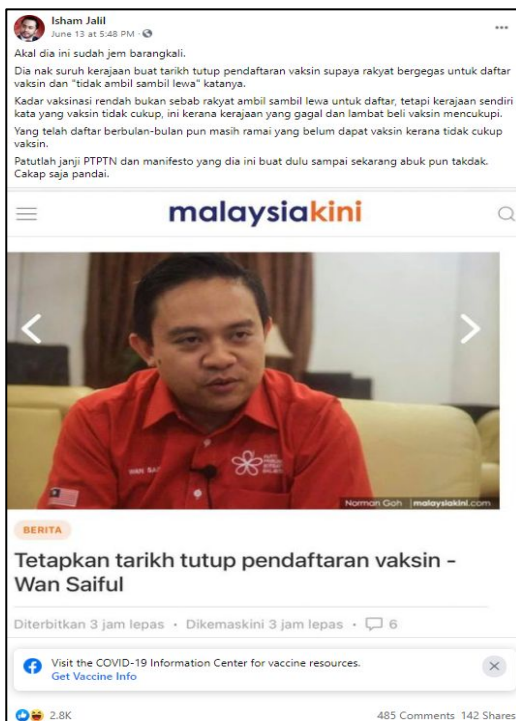 Isham Jalil
June 13 at 5:48 PM ·
Akal dia ini sudah jem barangkali.
Dia nak suruh kerajaan buat tarikh tutup pendaftaran vaksin supaya rakyat bergegas untuk daftar
vaksin dan "tidak ambil sambil lewa" katanya.
Kadar vaksinasi rendah bukan sebab rakyat ambil sambil lewa untuk daftar, tetapi kerajaan sendiri
kata yang vaksin tidak cukup, ini kerana kerajaan yang gagal dan lambat beli vaksin mencukupi.
Yang telah daftar berbulan-bulan pun masih ramai yang belum dapat vaksin kerana tidak cukup
vaksin.
Patutlah janji PTPTN dan manifesto yang dia ini buat dulu sampai sekarang abuk pun takdak.
Cakap saja pandai.
malaysiakini
Norman Goh malaysiakini.com
BERITA
Tetapkan tarikh tutup pendaftaran vaksin -
Wan Saiful
Diterbitkan 3 jam lepas · Dikemaskini 3 jam lepas · 6
Visit the COVID-19 Information Center for vaccine resources.
Get Vaccine Info
2.8K 485 Comments 142 Shares